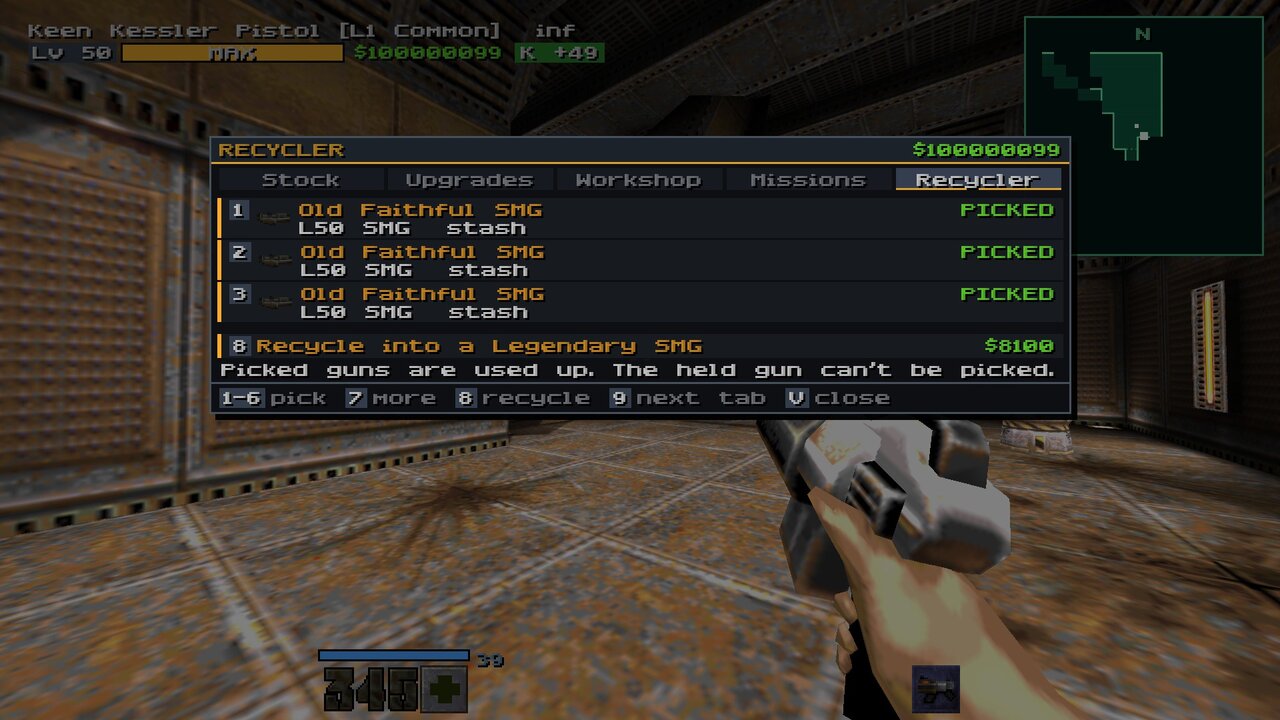 Keen Kessler Pistol [L1 Common] inf
Lv 50 MAX $100000099 K +49
N
RECYCLER $100000099
Stock Upgrades Workshop Missions Recycler
1 Old Faithful SMG PICKED
L50 SMG stash
2 Old Faithful SMG PICKED
L50 SMG stash
3 Old Faithful SMG PICKED
L50 SMG stash
8 Recycle into a Legendary SMG $8100
Picked guns are used up. The held gun can't be picked.
1-6 pick 7 more 8 recycle 9 next tab V close
39
345